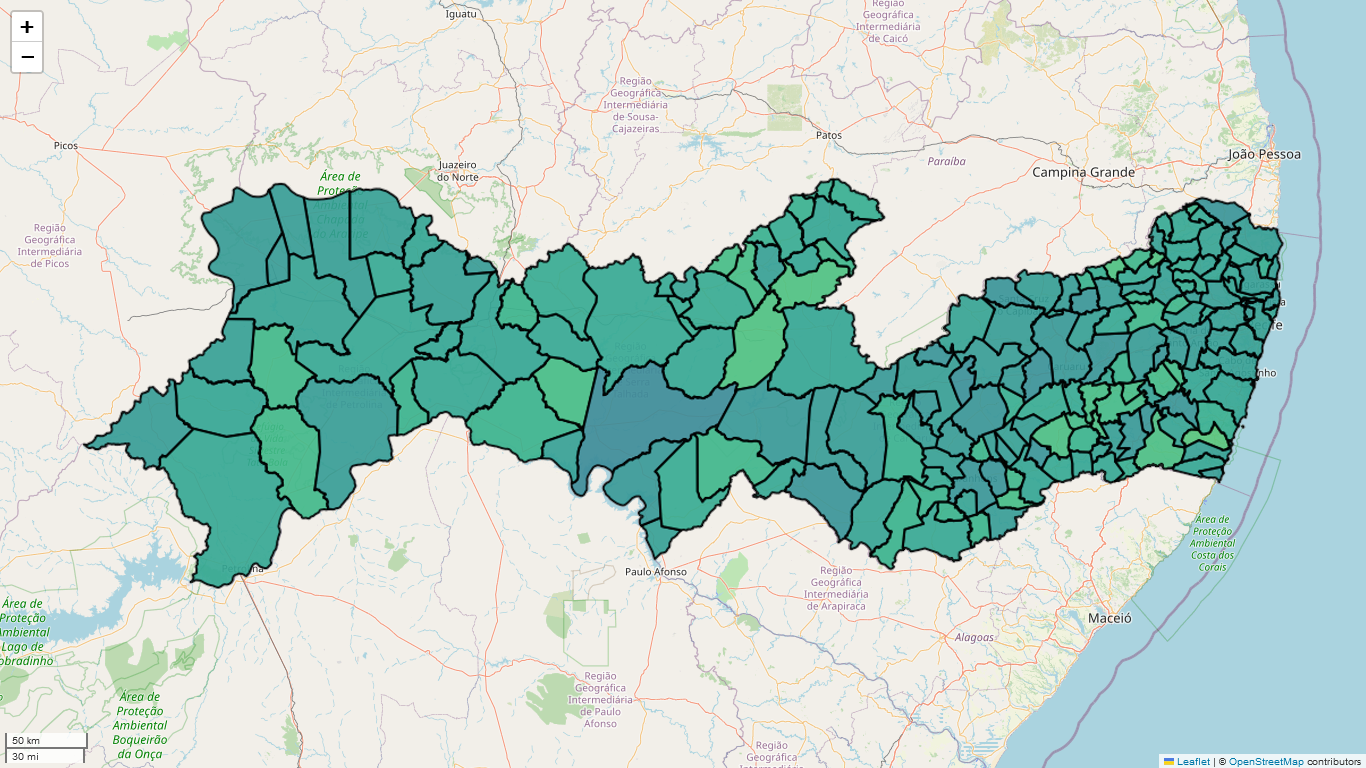 +
−
Iguatu
Região
Geográfica
Intermediária
de Caicó
Região
Geográfica
Intermediária
de Sousa-
Cajazeiras
Patos
Picos
Juazeiro
do Norte
Paraíba
João Pessoa
Campina Grande
Área de
Região
Geográfica
Intermediária
de Picos
Paulo Afonso
Região
Geográfica
Intermediária
de Arapiraca
Área de
Proteção
Ambiental
Costa dos
Corais
Maceió
Alagoas
Área de
Proteção
Ambiental
Lago de
obradinho
Região
Geográfica
Intermediária
de Paulo
Afonso
Área de
Proteção
Ambiental
Boqueirão
da Onça
Região
Geográfica
Intermediária
50 km
30 mi
Leaflet | © OpenStreetMap contributors